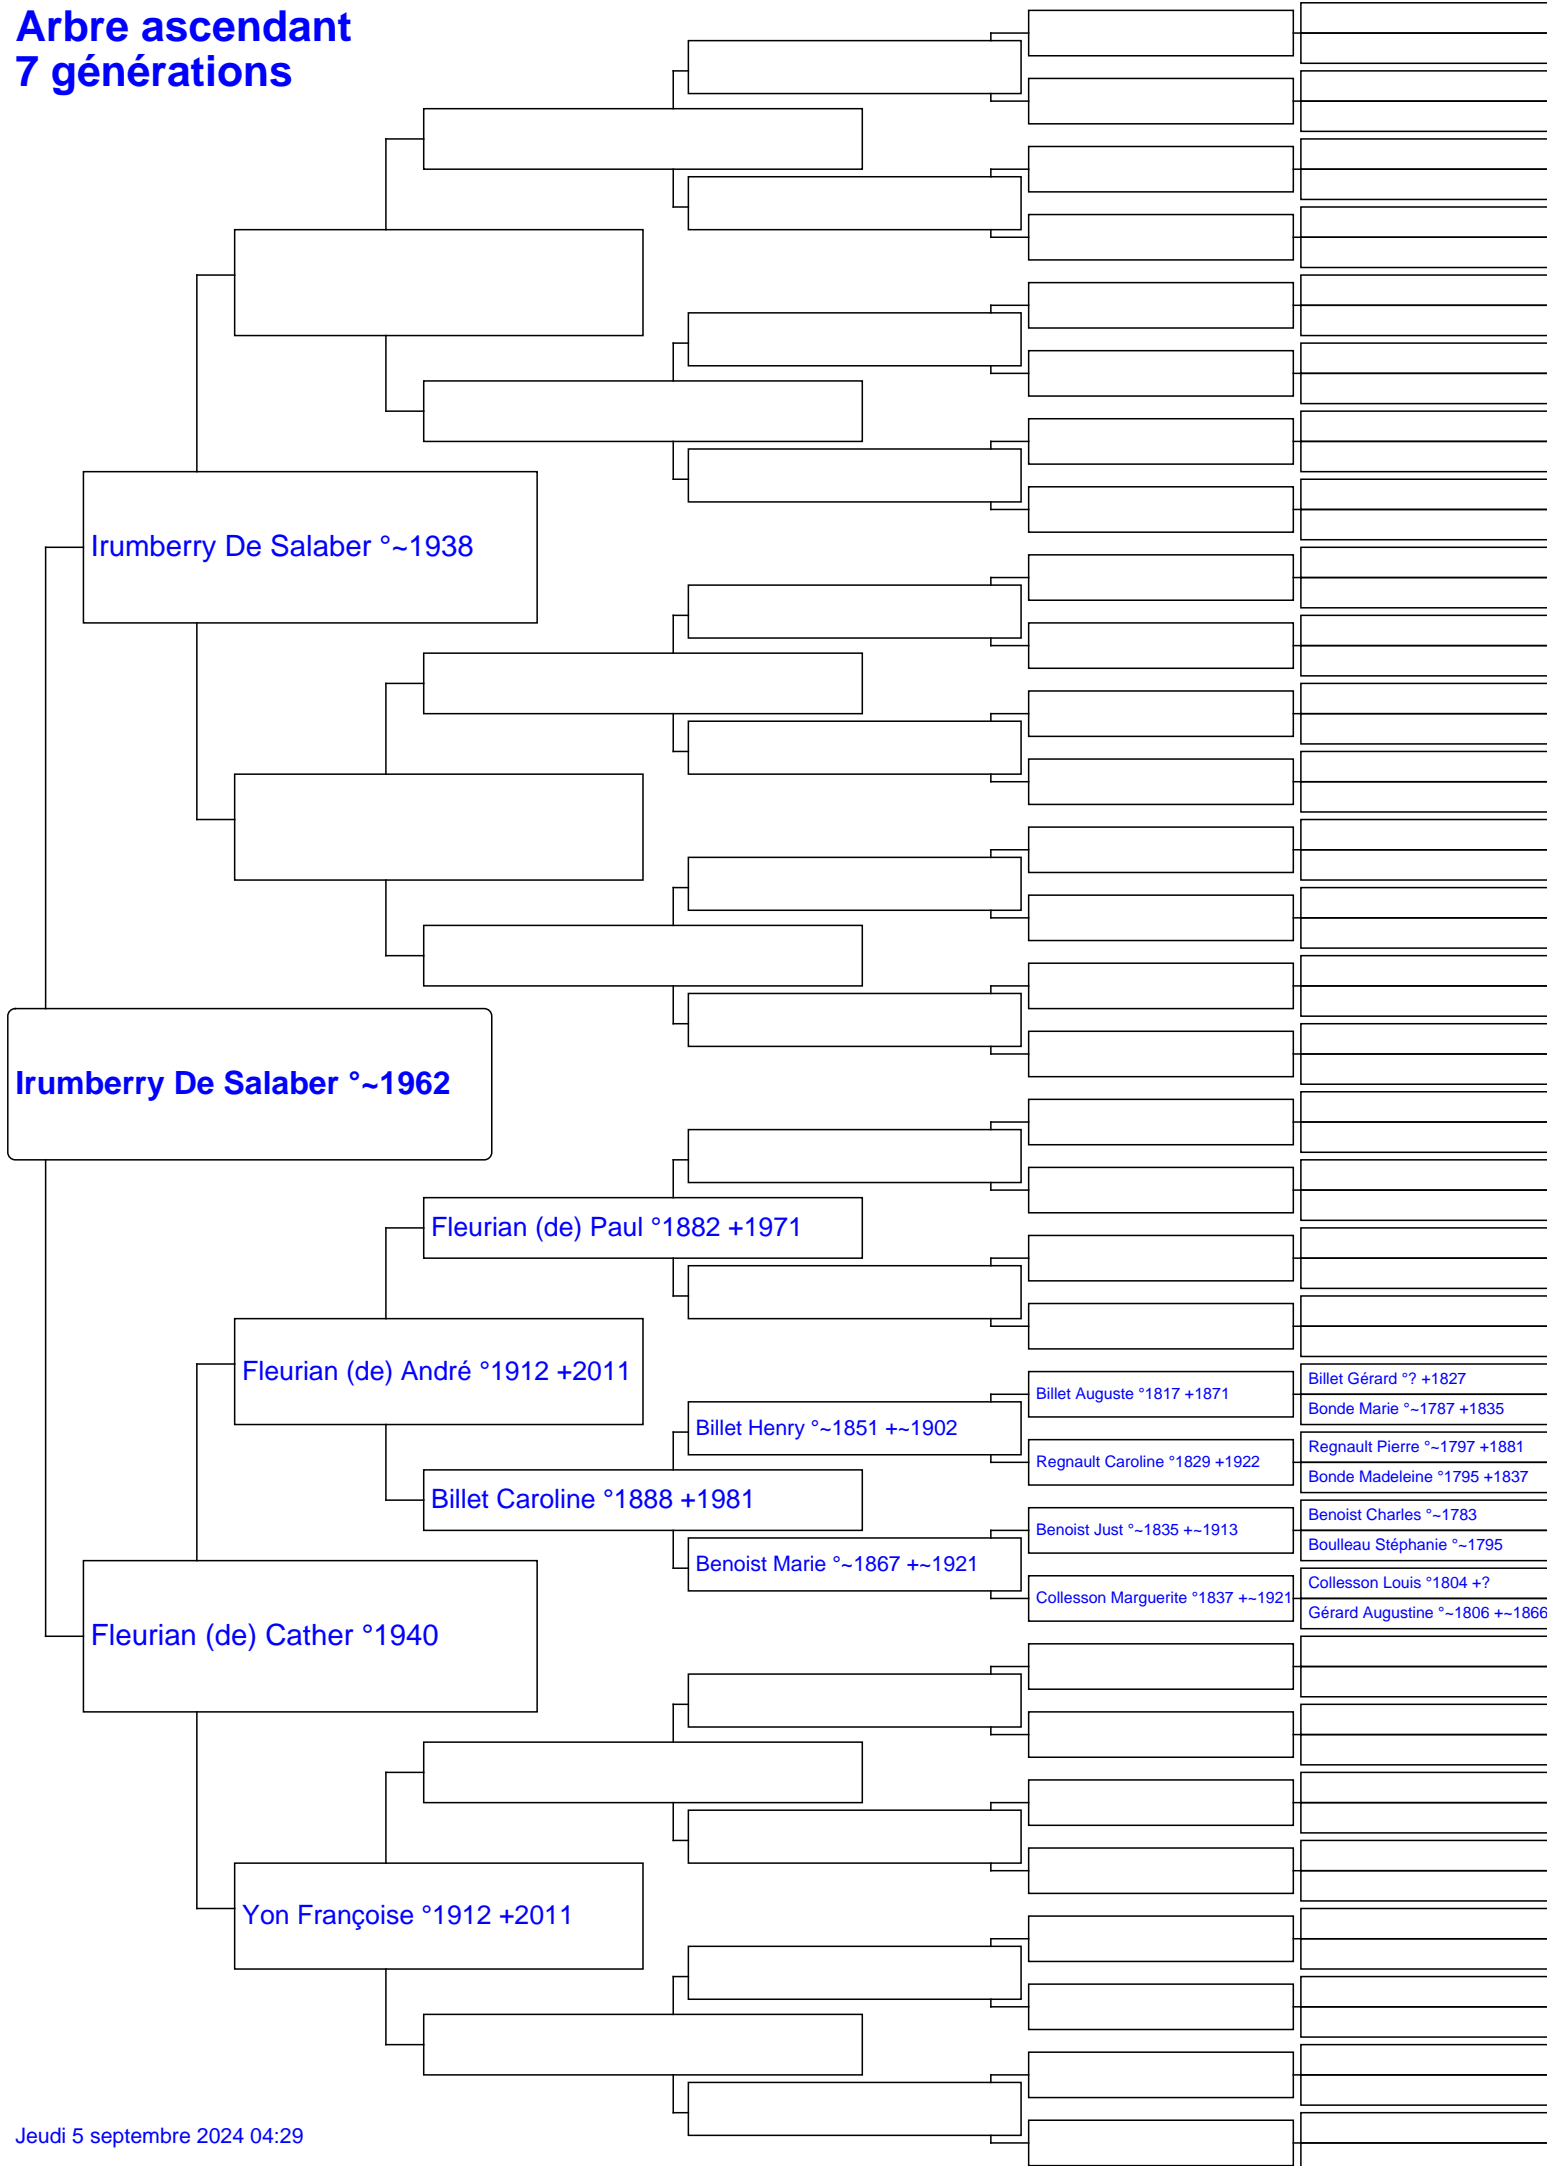 Arbre ascendant
7 générations
Irumberry De Salaber °~1938
Irumberry De Salaber °~1962
Fleurian (de) Paul °1882 +1971
Fleurian (de) André °1912 +2011
Billet Auguste °1817 +1871
Billet Gérard °? +1827
Bonde Marie °~1787 +1835
Billet Henry °~1851 +~1902
Regnault Caroline °1829 +1922
Regnault Pierre °~1797 +1881
Bonde Madeleine °1795 +1837
Billet Caroline °1888 +1981
Benoist Just °~1835 +~1913
Benoist Charles °~1783
Boulleau Stéphanie °~1795
Benoist Marie °~1867 +~1921
Collesson Marguerite °1837 +~1921
Collesson Louis °1804 +?
Gérard Augustine °~1806 +~1866
Fleurian (de) Cather °1940
Yon Françoise °1912 +2011
Jeudi 5 septembre 2024 04:29